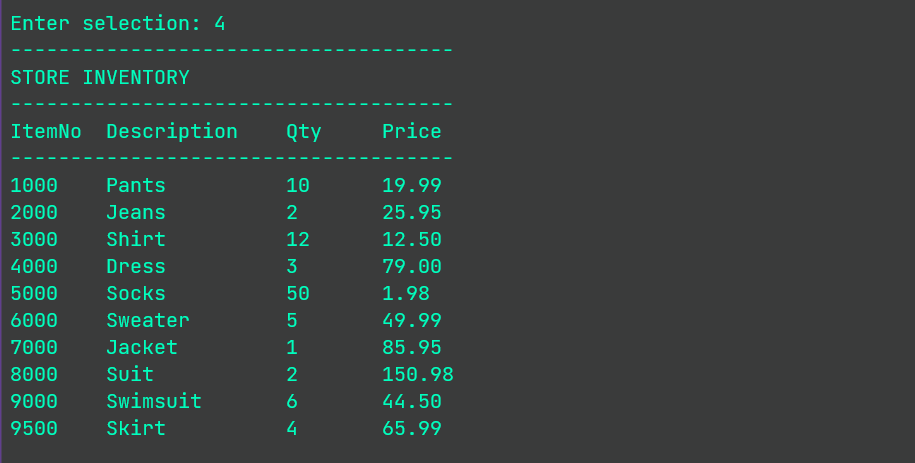 Enter selection: 4
-------------------------------------
STORE INVENTORY
-------------------------------------
ItemNo  Description    Qty     Price
-------------------------------------
1000    Pants          10      19.99
2000    Jeans          2       25.95
3000    Shirt          12      12.50
4000    Dress          3       79.00
5000    Socks          50      1.98
6000    Sweater        5       49.99
7000    Jacket         1       85.95
8000    Suit           2       150.98
9000    Swimsuit       6       44.50
9500    Skirt          4       65.99